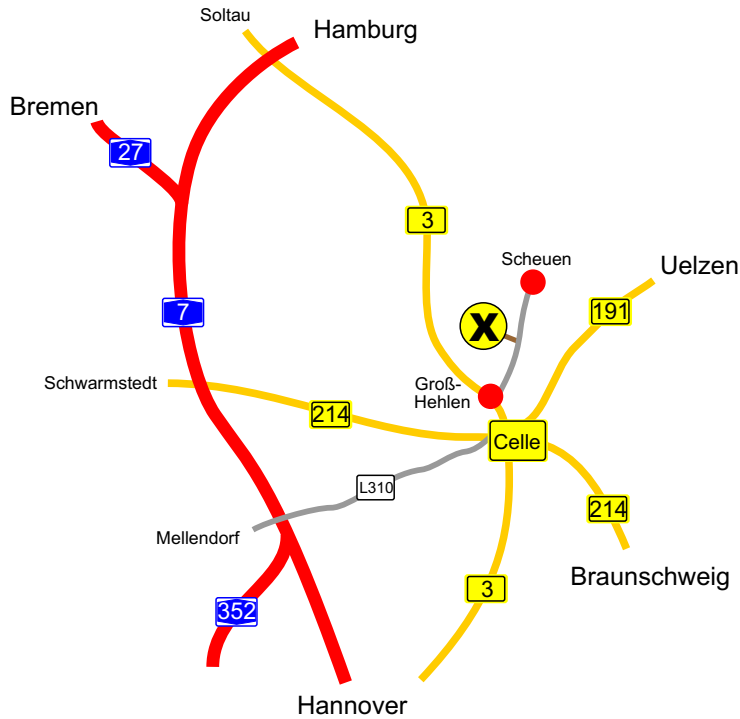 Soltau
Hamburg
Bremen
27
3
Scheuen
Uelzen
191
7
X
Schwarmstedt
Groß-
Hehlen
214
Celle
L310
214
Mellendorf
Braunschweig
3
352
Hannover